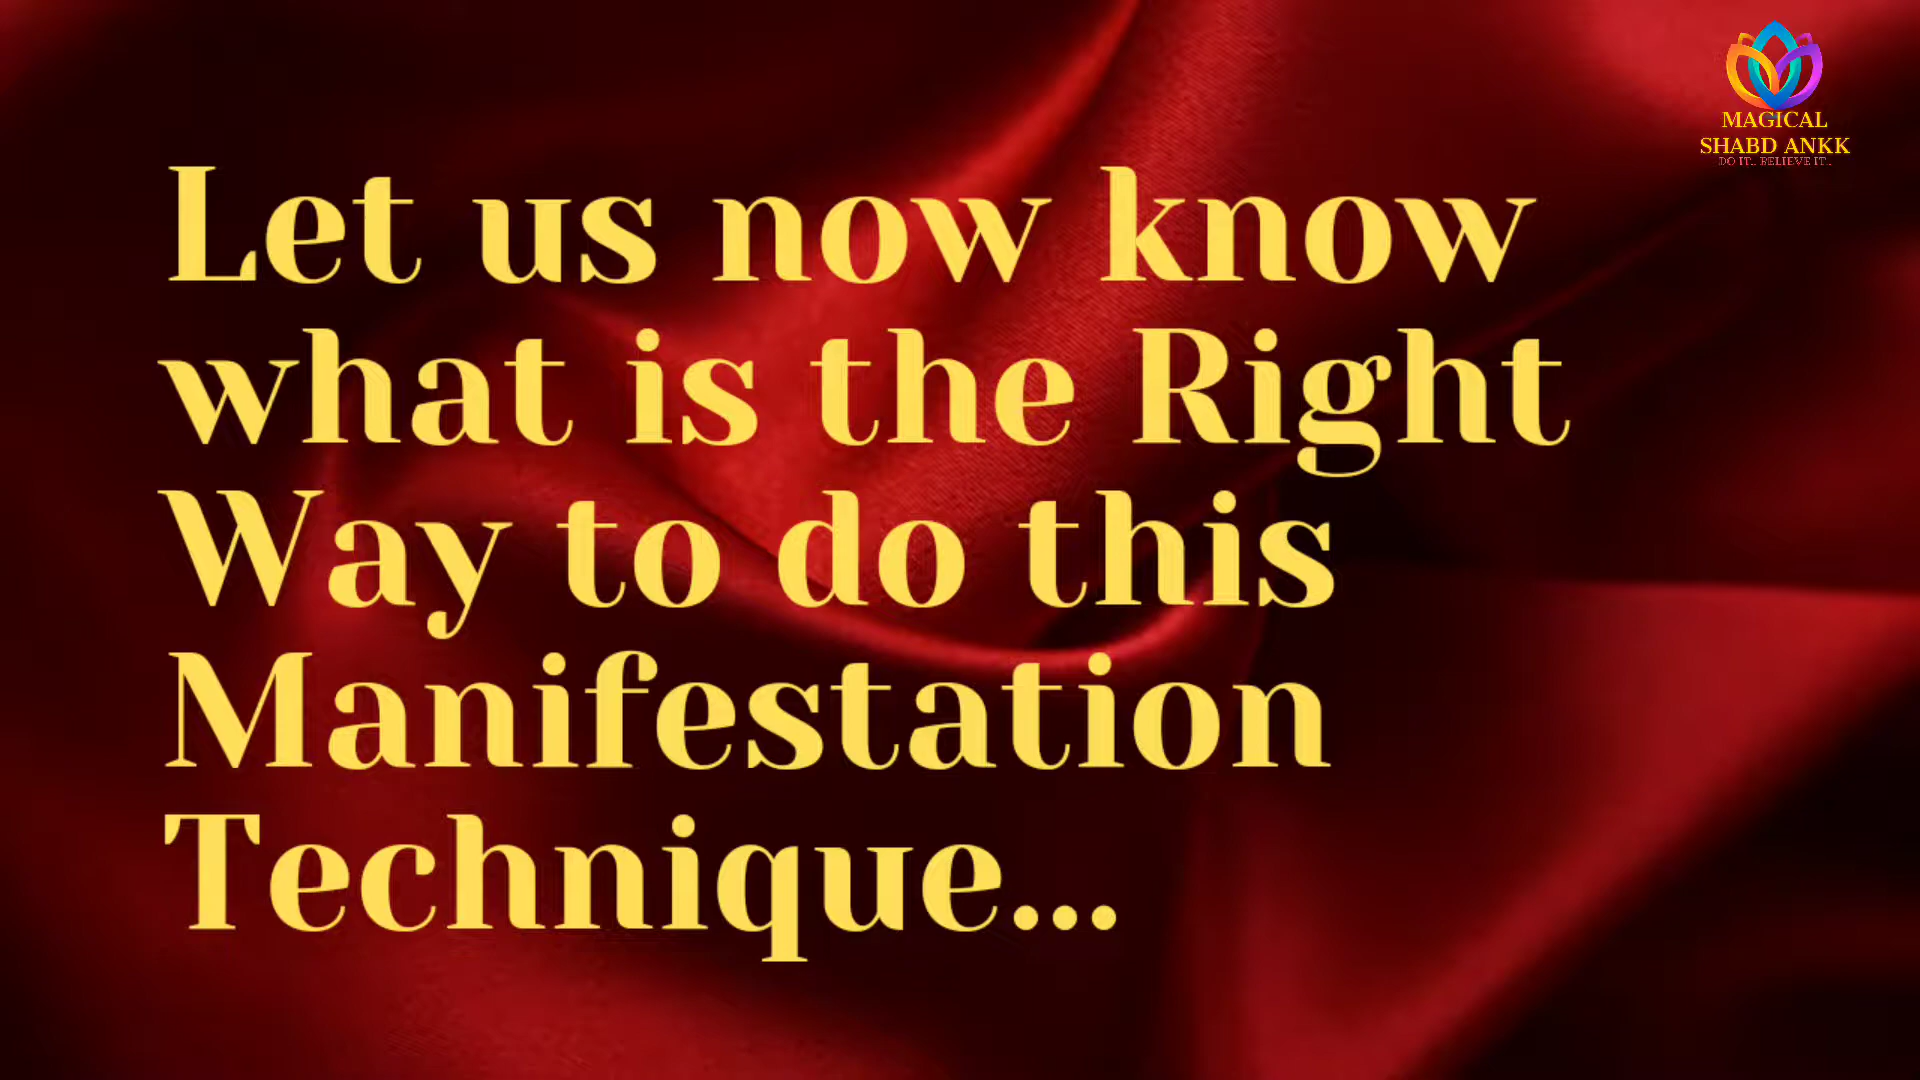 MAGICAL
SHABD ANKK
DO IT.. BELIEVE IT..
Let us now know
what is the Right
Way to do this
Manifestation
Technique...